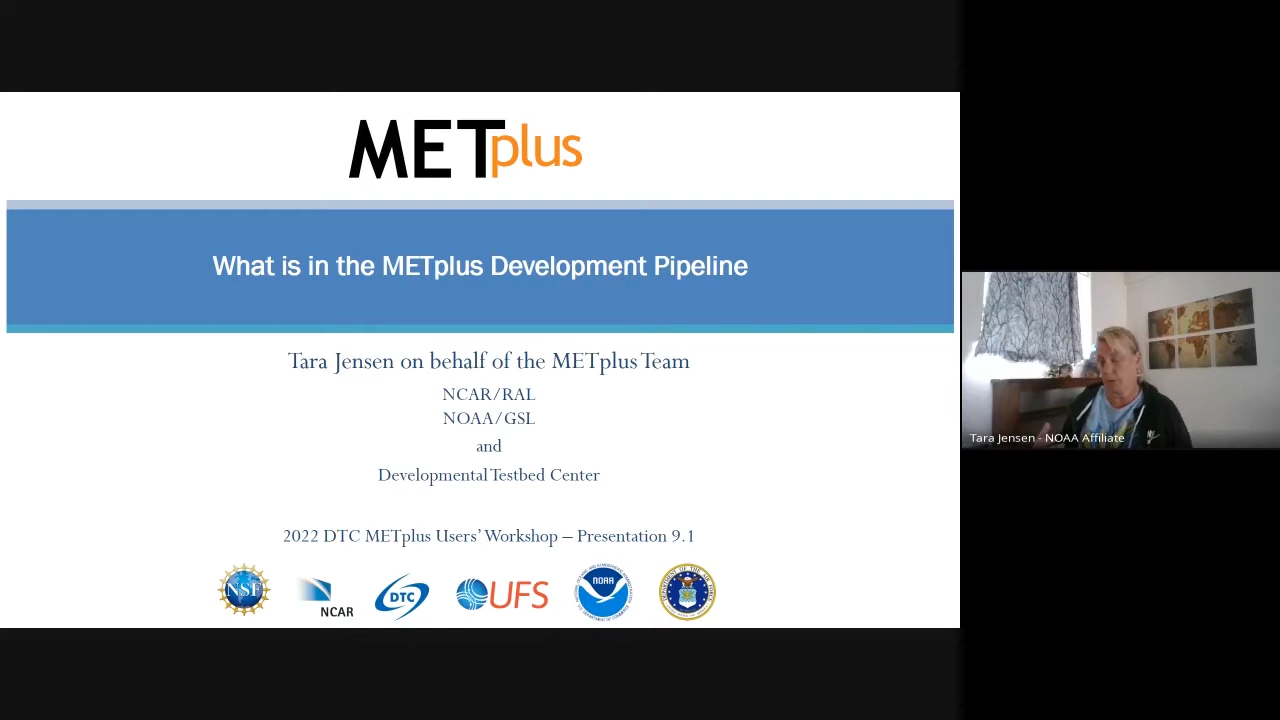 METplus
What is in the METplus Development Pipeline
Tara Jensen on behalf of the METplus Team
NCAR/RAL
NOAA/GSL
and
Developmental Testbed Center
2022 DTC METplus Users' Workshop – Presentation 9.1
NSF
NCAR
DTC
UFS
NOAA
Tara Jensen - NOAA Affiliate